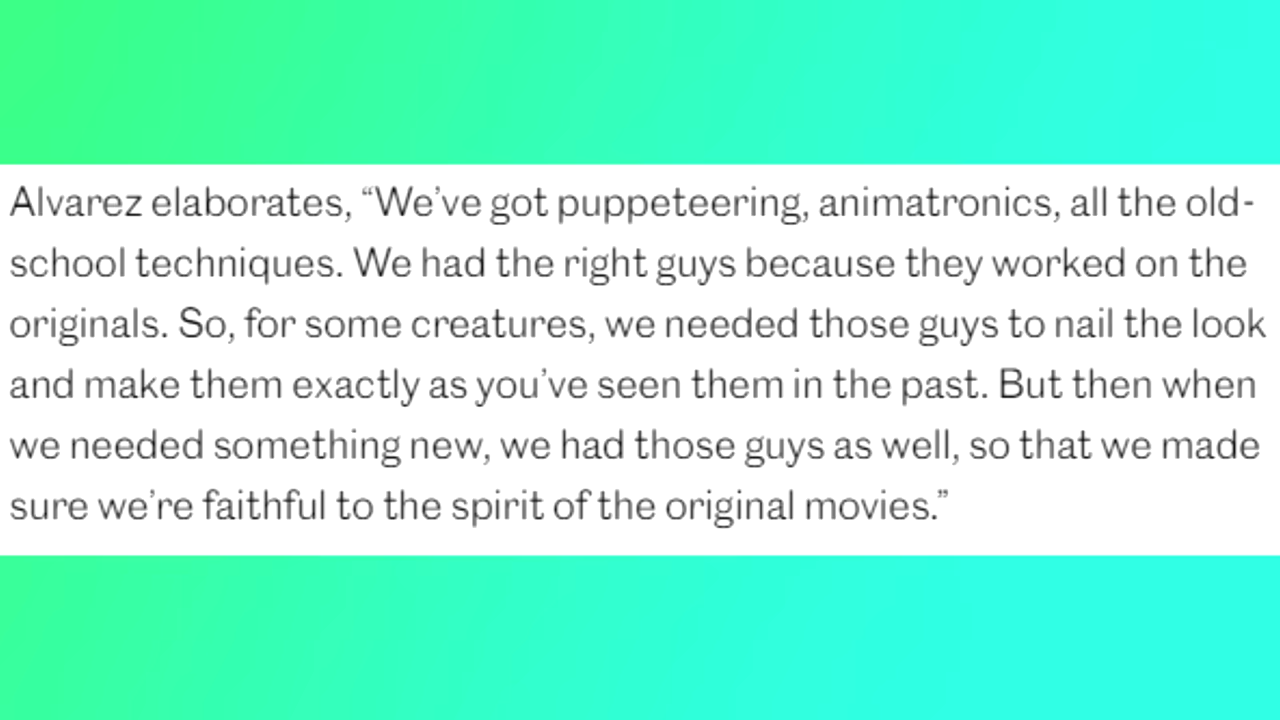 Alvarez elaborates, “We’ve got puppeteering, animatronics, all the old-
school techniques. We had the right guys because they worked on the
originals. So, for some creatures, we needed those guys to nail the look
and make them exactly as you’ve seen them in the past. But then when
we needed something new, we had those guys as well, so that we made
sure we’re faithful to the spirit of the original movies.”